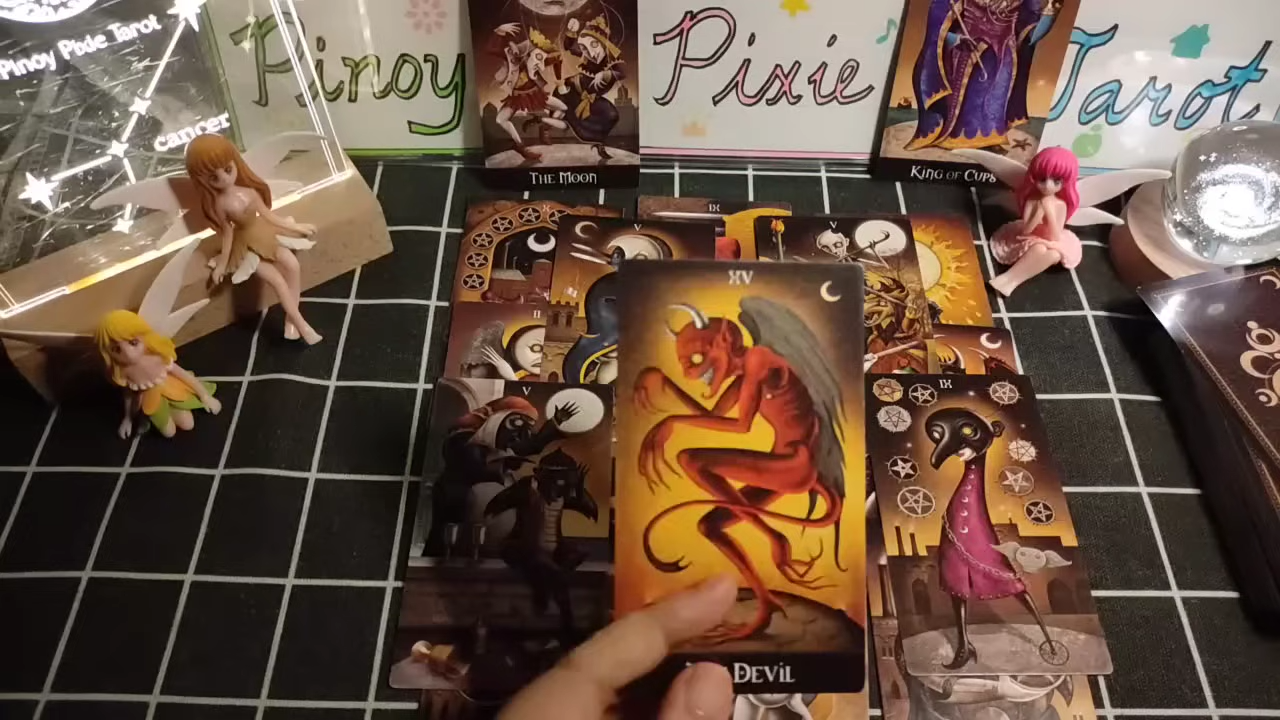 Pinoy Pixie Tarot
cancer
Pinoy
Pixie
Tarot
THE MOON
KING OF CUPS
IX
V
V
XV
II
V
IX
DEVIL